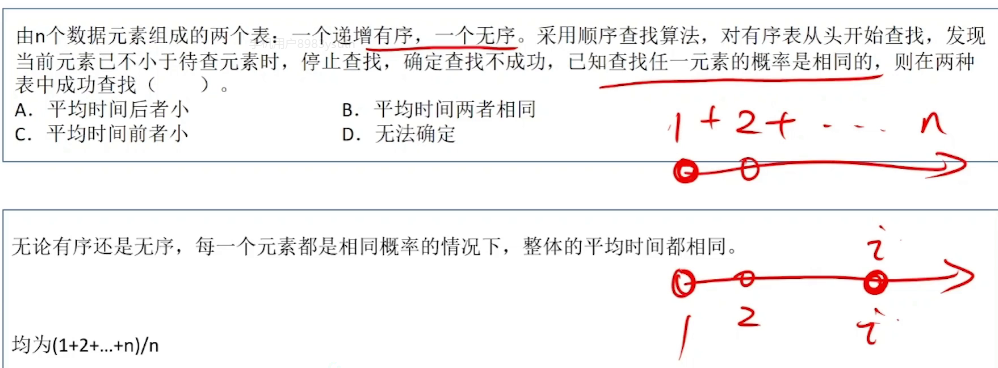 由n个数据元素组成的两个表：一个递增有序，一个无序。采用顺序查找算法，对有序表从头开始查找，发现
当前元素已不小于待查元素时，停止查找，确定查找不成功，已知查找任一元素的概率是相同的，则在两种
表中成功查找（　　）。
A．平均时间后者小　　B．平均时间两者相同
C．平均时间前者小　　D．无法确定
1 + 2 + ... n
无论有序还是无序，每一个元素都是相同概率的情况下，整体的平均时间都相同。
i
1 2 i
均为(1+2+...+n)/n